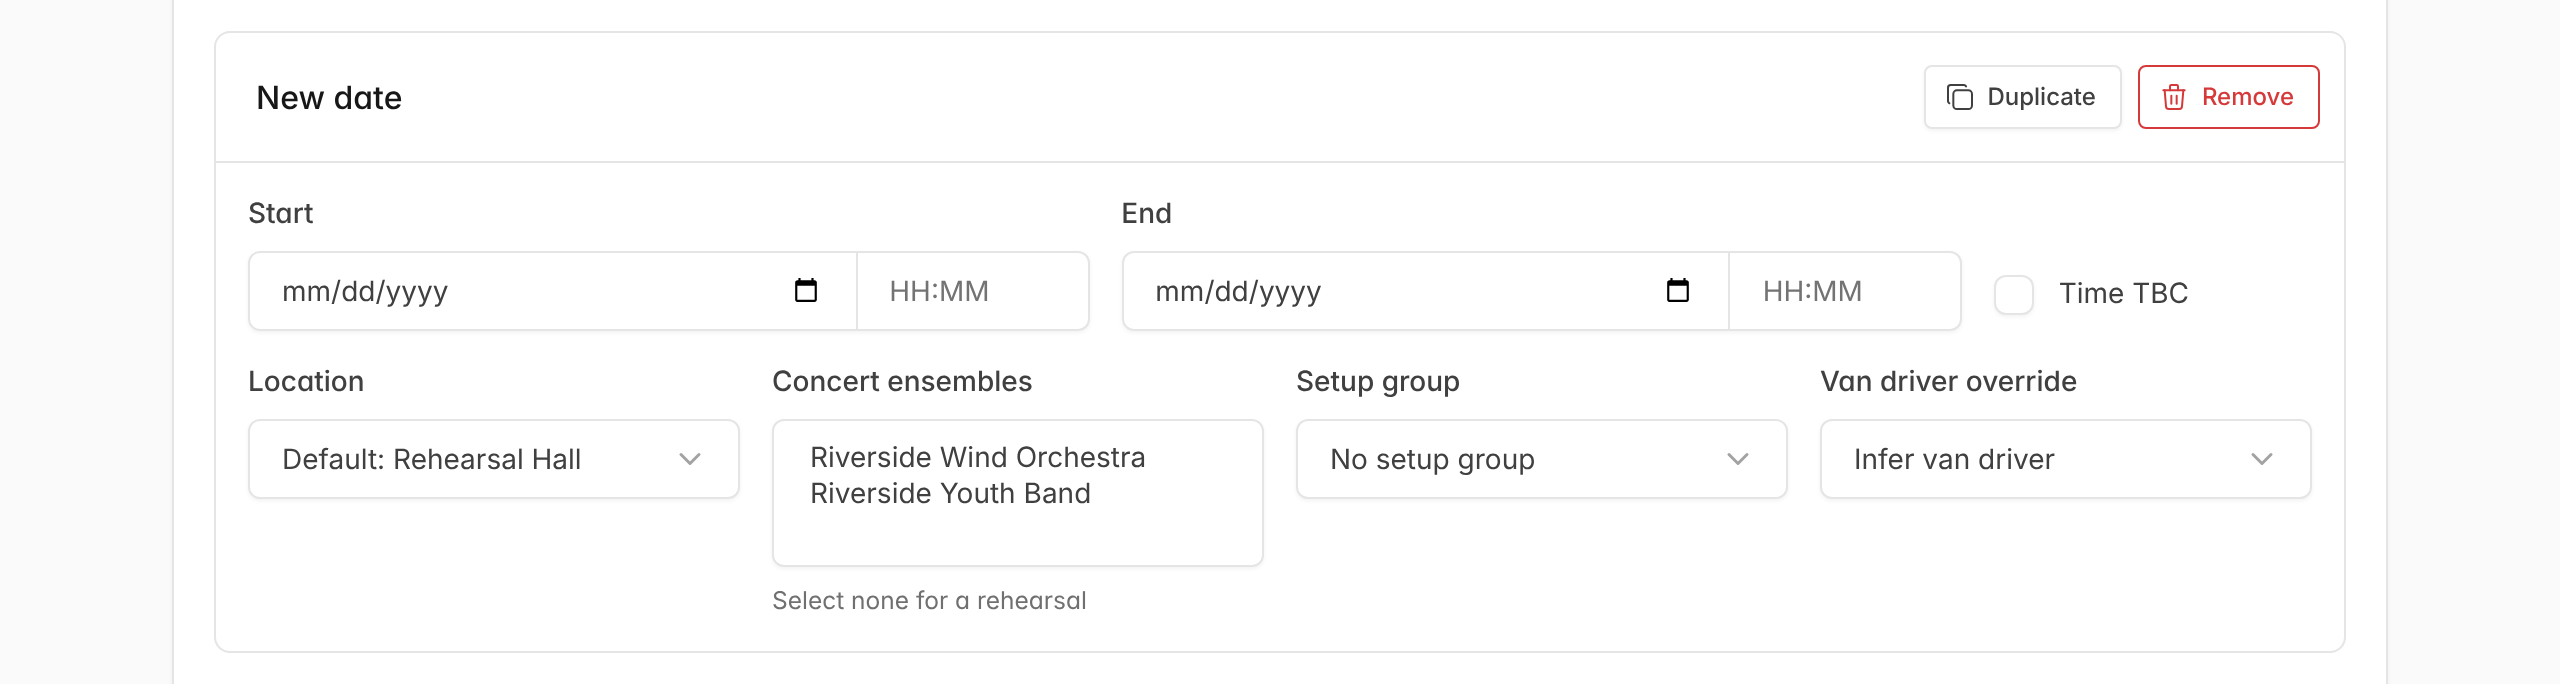 New date
Duplicate
Remove
Start
End
mm/dd/yyyy
HH:MM
mm/dd/yyyy
HH:MM
Time TBC
Location
Concert ensembles
Setup group
Van driver override
Default: Rehearsal Hall
Riverside Wind Orchestra
Riverside Youth Band
No setup group
Infer van driver
Select none for a rehearsal